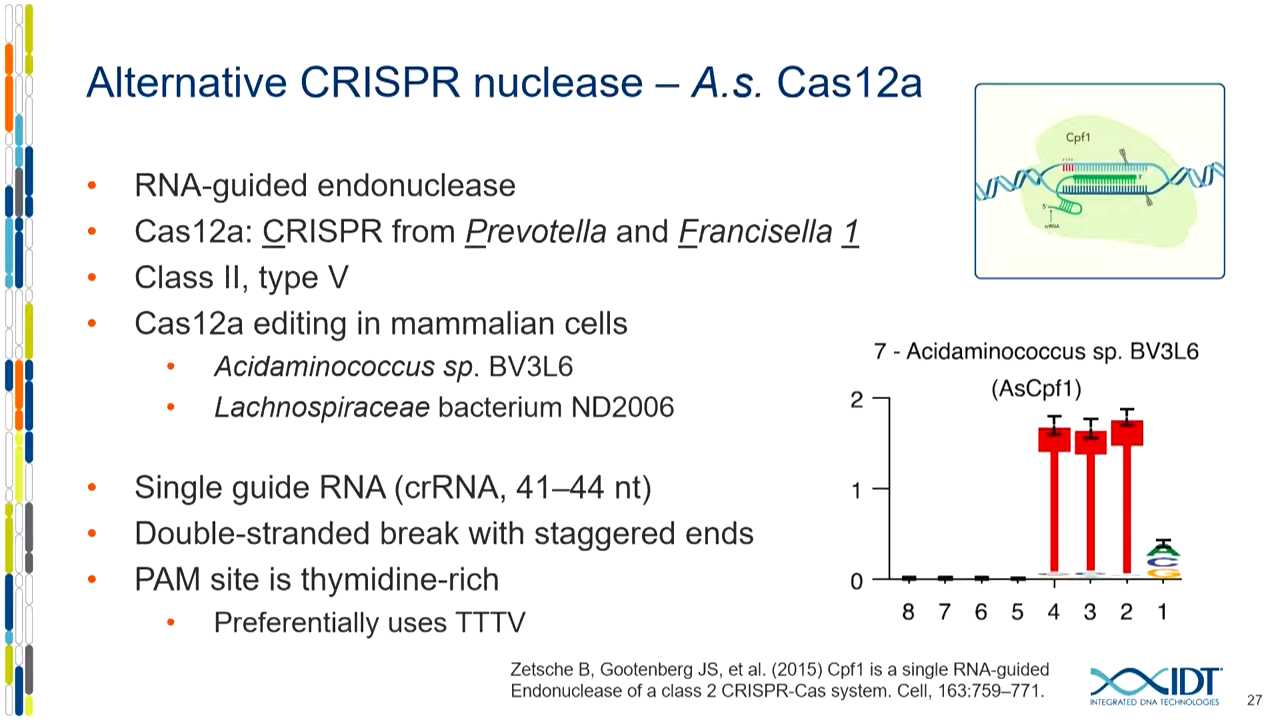 Alternative CRISPR nuclease – A.s. Cas12a
• RNA-guided endonuclease
• Cas12a: CRISPR from Prevotella and Francisella 1
• Class II, type V
• Cas12a editing in mammalian cells
• Acidaminococcus sp. BV3L6
• Lachnospiraceae bacterium ND2006
• Single guide RNA (crRNA, 41–44 nt)
• Double-stranded break with staggered ends
• PAM site is thymidine-rich
• Preferentially uses TTTV
Cpf1
3'
5'
crRNA
7 - Acidaminococcus sp. BV3L6
(AsCpf1)
2
1
0
T T T A
C
G
8 7 6 5 4 3 2 1
Zetsche B, Gootenberg JS, et al. (2015) Cpf1 is a single RNA-guided
Endonuclease of a class 2 CRISPR-Cas system. Cell, 163:759–771.
IDT
INTEGRATED DNA TECHNOLOGIES
27